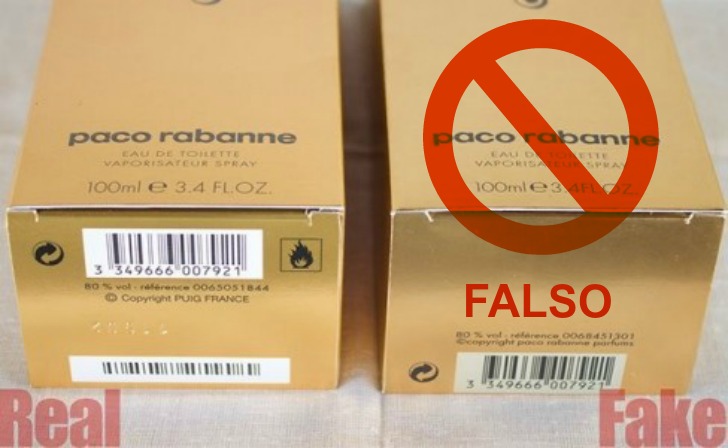 paco rabanne
EAU DE TOILETTE
VAPORISATEUR SPRAY
100ml e 3.4 FL.OZ.
3 349666 007921
80 % vol - référence 0065051844
© Copyright PUIG FRANCE
Real
paco rabanne
EAU DE TOILETTE
VAPORISATEUR SPRAY
100ml e 3.4 FL.OZ.
FALSO
80 % vol - référence 0068451301
©copyright paco rabanne parfums
3 349666 007921
Fake